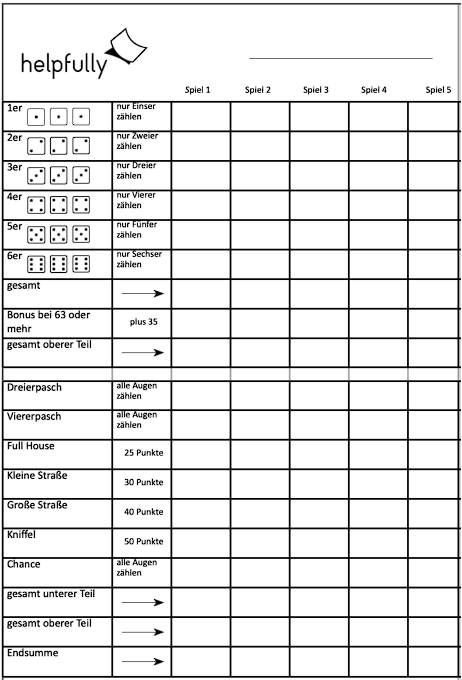 helpfully
Spiel 1 Spiel 2 Spiel 3 Spiel 4 Spiel 5
1er nur Einser
zählen
2er nur Zweier
zählen
3er nur Dreier
zählen
4er nur Vierer
zählen
5er nur Fünfer
zählen
6er nur Sechser
zählen
gesamt
Bonus bei 63 oder
mehr plus 35
gesamt oberer Teil
Dreierpasch alle Augen
zählen
Viererpasch alle Augen
zählen
Full House 25 Punkte
Kleine Straße 30 Punkte
Große Straße 40 Punkte
Kniffel 50 Punkte
Chance alle Augen
zählen
gesamt unterer Teil
gesamt oberer Teil
Endsumme